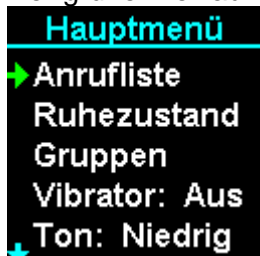 Hauptmenü
Anrufliste
Ruhezustand
Gruppen
Vibrator: Aus
Ton: Niedrig